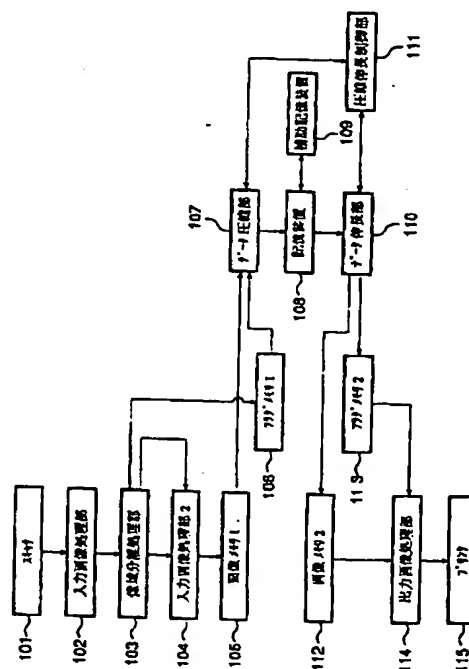 101
スキャナ
102
入力画像処理部
103
像域分離処理部
104
入力画像処理部2
105
画像メモリ1
106
フラグメモリ1
107
データ圧縮部
108
記憶装置
109
補助記憶装置
110
データ伸長部
111
圧縮伸長制御部
112
画像メモリ2
113
フラグメモリ2
114
出力画像処理部
115
プリンタ